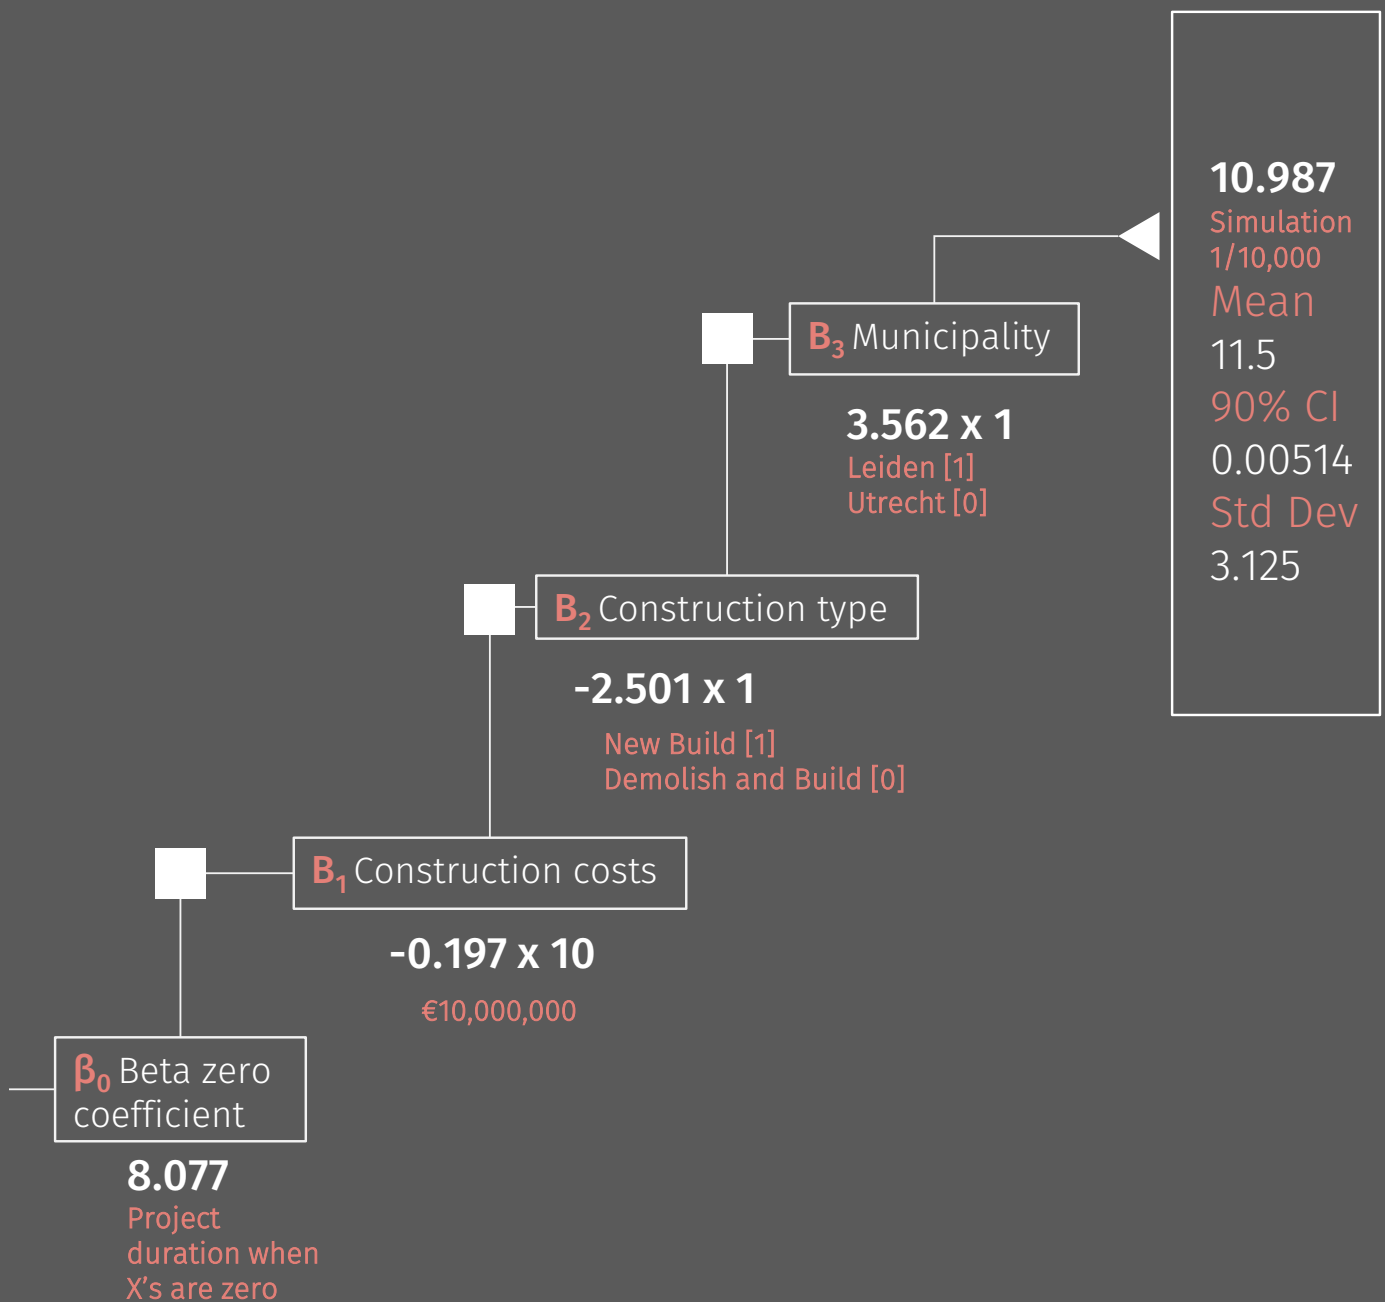 10.987
Simulation
1/10,000
Mean
11.5
90% CI
0.00514
Std Dev
3.125
B3 Municipality
3.562 x 1
Leiden [1]
Utrecht [0]
B2 Construction type
-2.501 x 1
New Build [1]
Demolish and Build [0]
B1 Construction costs
-0.197 x 10
€10,000,000
β0 Beta zero
coefficient
8.077
Project
duration when
X's are zero